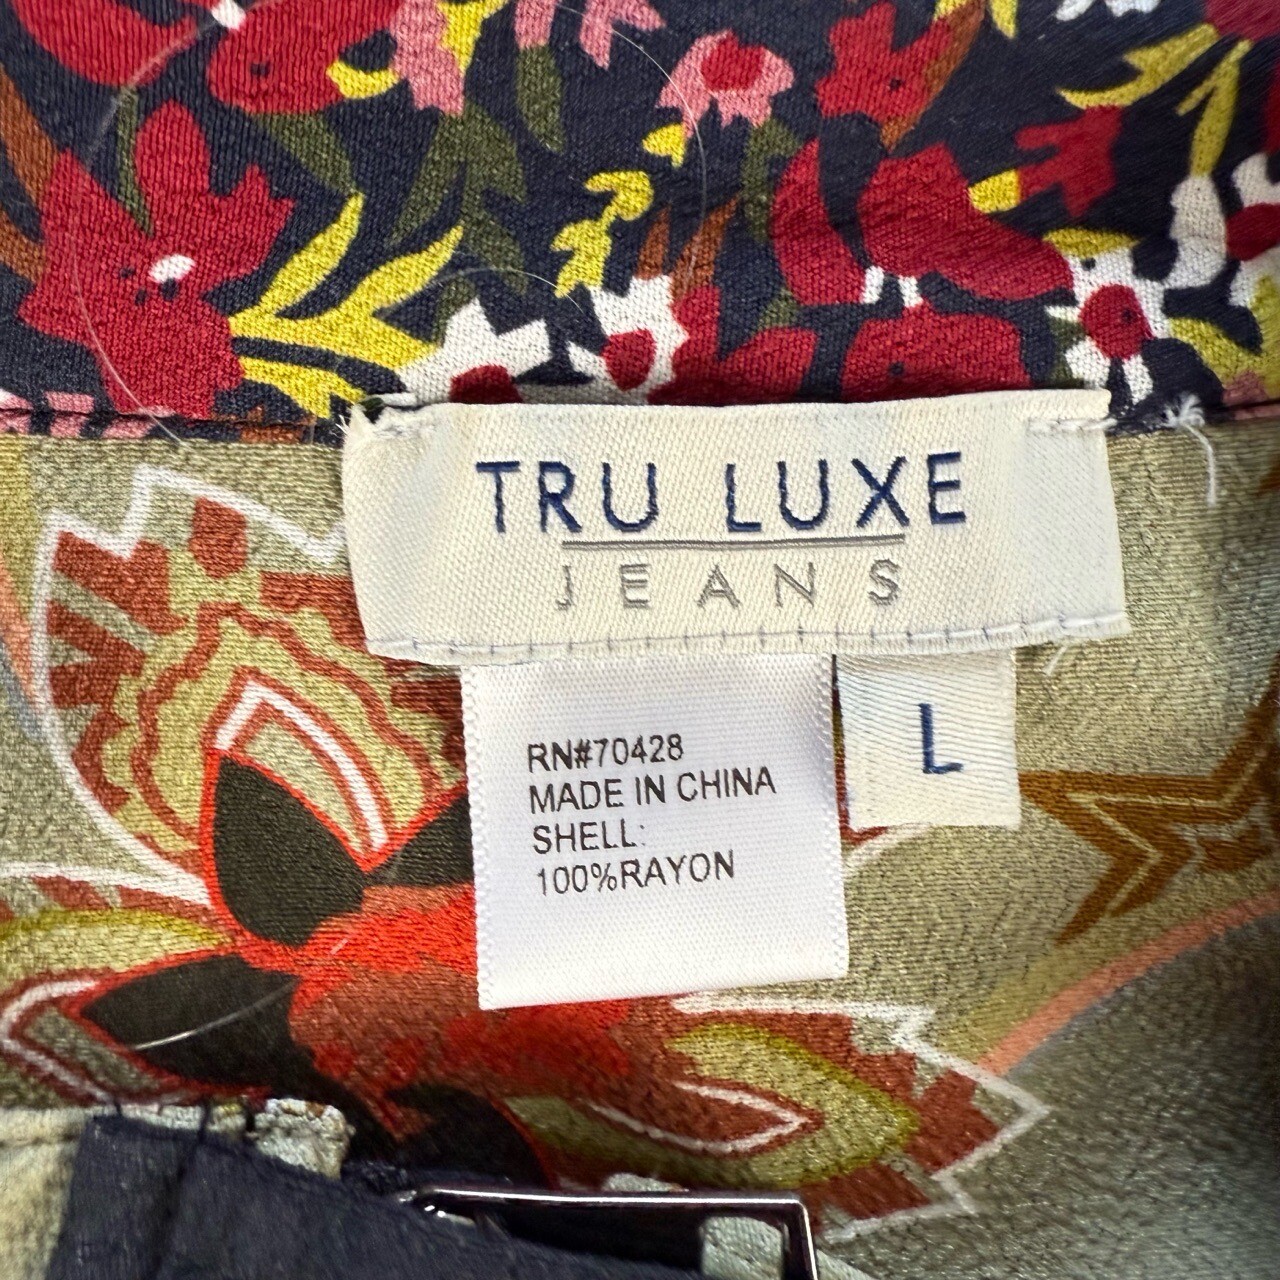 TRU LUXE
JEANS
L
RN#70428
MADE IN CHINA
SHELL:
100%RAYON